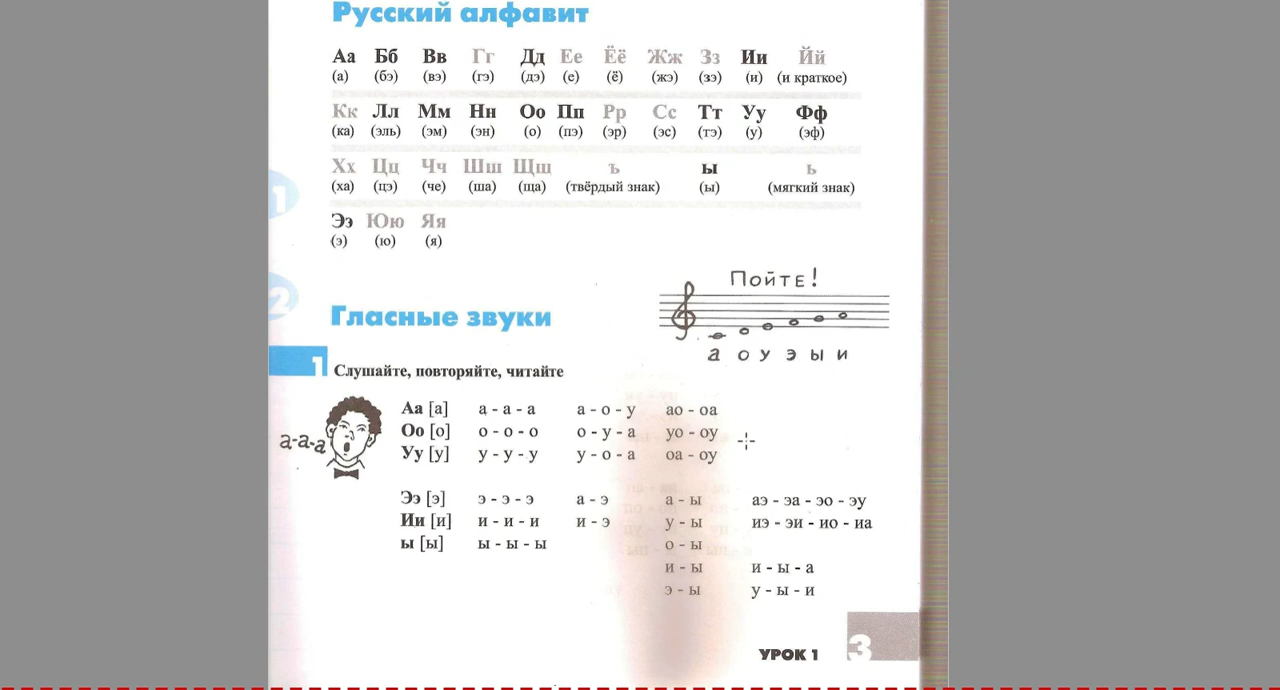 Русский алфавит
Аа Бб Вв Гг Дд Ее Ёё Жж Зз Ии Йй
(а) (бэ) (вэ) (гэ) (дэ) (е) (ё) (жэ) (зэ) (и) (и краткое)
Кк Лл Мм Нн Оо Пп Рр Сс Тт Уу Фф
(ка) (эль) (эм) (эн) (о) (пэ) (эр) (эс) (тэ) (у) (эф)
Хх Цц Чч Шш Щщ ъ ы ь
(ха) (цэ) (че) (ша) (ща) (твёрдый знак) (ы) (мягкий знак)
1
Ээ Юю Яя
(э) (ю) (я)
Пойте!
2
Гласные звуки
а о у э ы и
1 Слушайте, повторяйте, читайте
Аа [а] а - а - а а - о - у ао - оа
Оо [о] о - о - о о - у - а уо - оу
а-а-а
Уу [у] у - у - у у - о - а оа - оу
Ээ [э] э - э - э а - э а - ы аэ - эа - эо - эу
Ии [и] и - и - и и - э у - ы иэ - эи - ио - иа
ы [ы] ы - ы - ы о - ы
и - ы и - ы - а
э - ы у - ы - и
УРОК 1 3